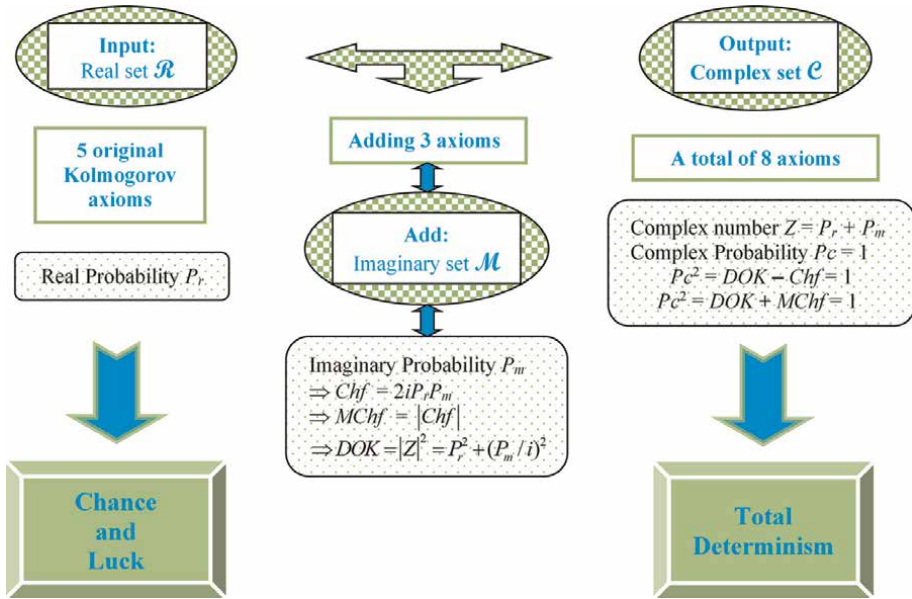 Input:
Real set ℛ
5 original
Kolmogorov
axioms
Real Probability Pᵣ
Chance
and
Luck
Adding 3 axioms
Add:
Imaginary set ℳ
Imaginary Probability Pₘ
⇒ Chf = 2iPᵣPₘ
⇒ MChf = |Chf|
⇒ DOK = |Z|² = Pᵣ² + (Pₘ/i)²
Output:
Complex set 𝒞
A total of 8 axioms
Complex number Z = Pᵣ + Pₘ
Complex Probability Pc = 1
Pc² = DOK − Chf = 1
Pc² = DOK + MChf = 1
Total
Determinism